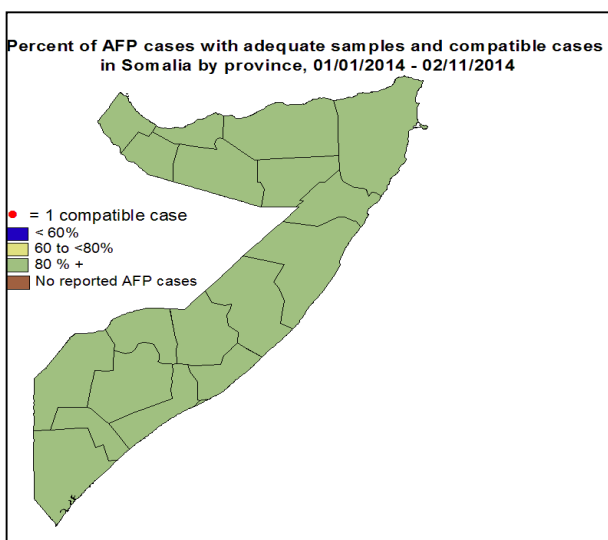 Percent of AFP cases with adequate samples and compatible cases
in Somalia by province, 01/01/2014 - 02/11/2014
= 1 compatible case
< 60%
60 to <80%
80 % +
No reported AFP cases